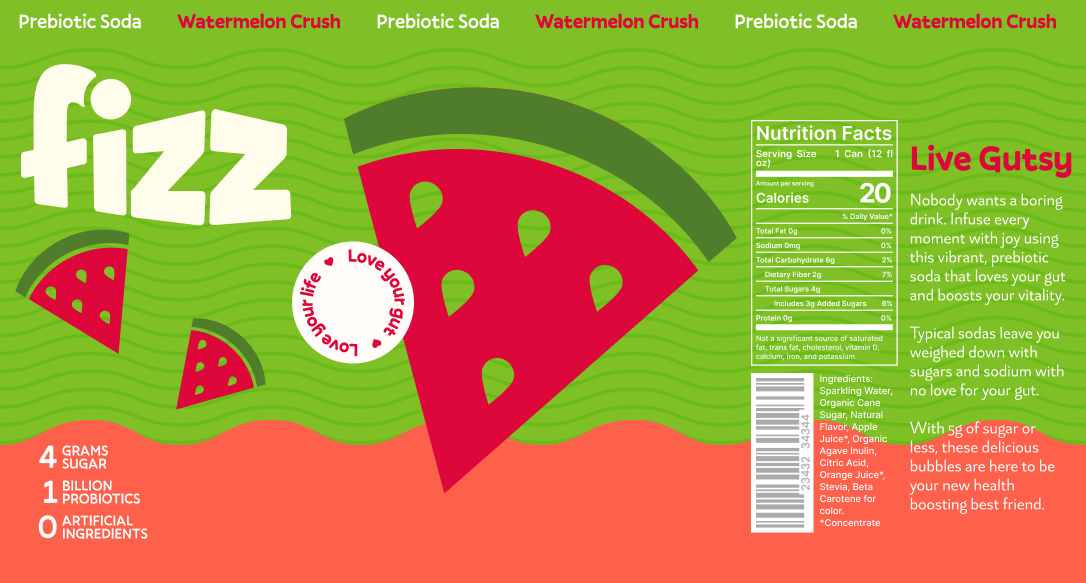 Prebiotic Soda Watermelon Crush Prebiotic Soda Watermelon Crush Prebiotic Soda Watermelon Crush
fizz
Love your gut ♥ Love your life ♥
4 GRAMS
SUGAR
1 BILLION
PROBIOTICS
0 ARTIFICIAL
INGREDIENTS
Nutrition Facts
Serving Size 1 Can (12 fl
oz)
Amount per serving
Calories 20
% Daily Value*
Total Fat 0g 0%
Sodium 0mg 0%
Total Carbohydrate 6g 2%
Dietary Fiber 2g 7%
Total Sugars 4g
Includes 3g Added Sugars 6%
Protein 0g 0%
Not a significant source of saturated
fat, trans fat, cholesterol, vitamin D,
calcium, iron, and potassium.
23432 34344
Ingredients:
Sparkling Water,
Organic Cane
Sugar, Natural
Flavor, Apple
Juice*, Organic
Agave Inulin,
Citric Acid,
Orange Juice*,
Stevia, Beta
Carotene for
color.
*Concentrate
Live Gutsy
Nobody wants a boring
drink. Infuse every
moment with joy using
this vibrant, prebiotic
soda that loves your gut
and boosts your vitality.
Typical sodas leave you
weighed down with
sugars and sodium with
no love for your gut.
With 5g of sugar or
less, these delicious
bubbles are here to be
your new health
boosting best friend.